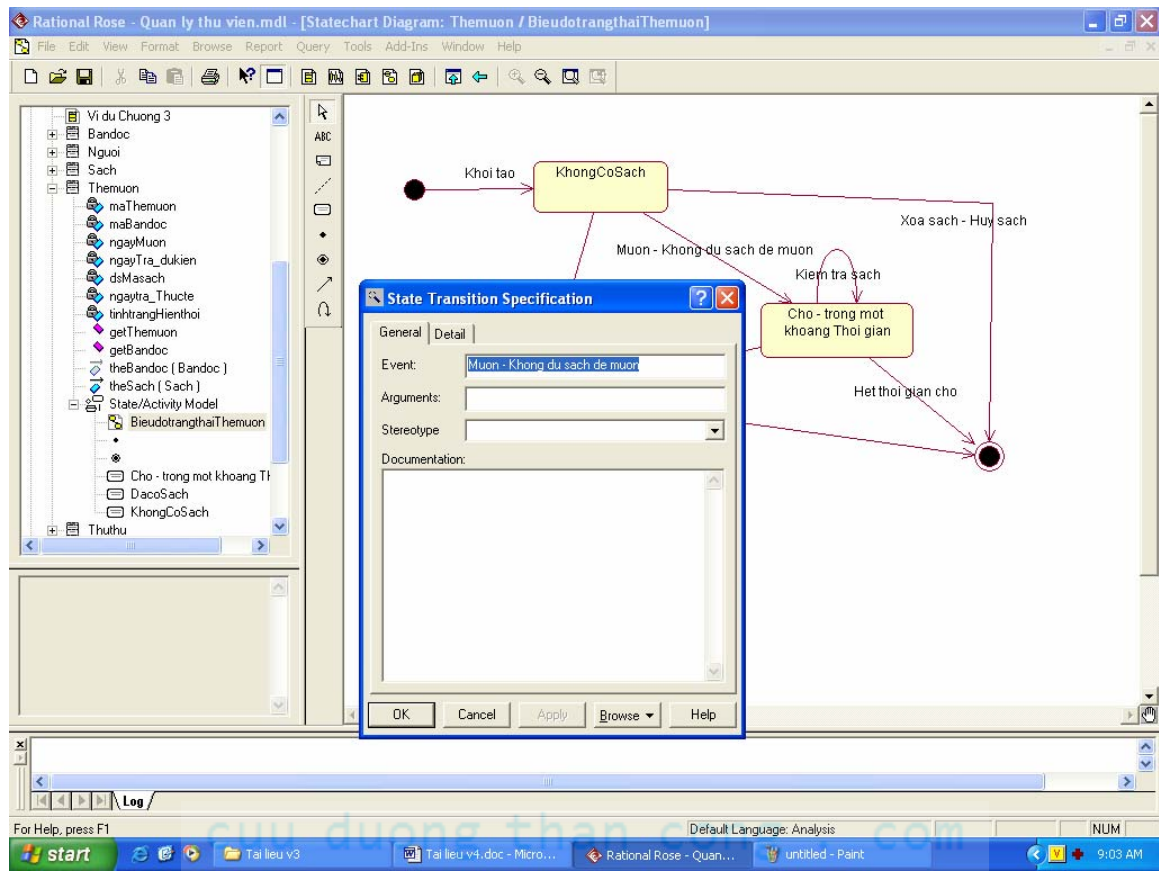 Rational Rose - Quan ly thu vien.mdl - [Statechart Diagram: Themuon / BieudotrangthaiThemuon]
File Edit View Format Browse Report Query Tools Add-Ins Window Help
Vi du Chuong 3
Bandoc
Nguoi
Sach
Themuon
maThemuon
maBandoc
ngayMuon
ngayTra_dukien
dsMasach
ngaytra_Thucte
tinhtrangHienthoi
getThemuon
getBandoc
theBandoc ( Bandoc )
theSach ( Sach )
State/Activity Model
BieudotrangthaiThemuon
Cho - trong mot khoang Th
DacoSach
KhongCoSach
Thuthu
ABC
Khoi tao
KhongCoSach
Xoa sach - Huy sach
Muon - Khong du sach de muon
Kiem tra sach
Cho - trong mot
khoang Thoi gian
Het thoi gian cho
State Transition Specification
General Detail
Event: Muon - Khong du sach de muon
Arguments:
Stereotype
Documentation:
OK Cancel Apply Browse Help
Log
For Help, press F1
Default Language: Analysis
NUM
cuu duong than cong . com
start
Tai lieu v3
Tai lieu v4.doc - Micro...
Rational Rose - Quan...
untitled - Paint
V
9:03 AM